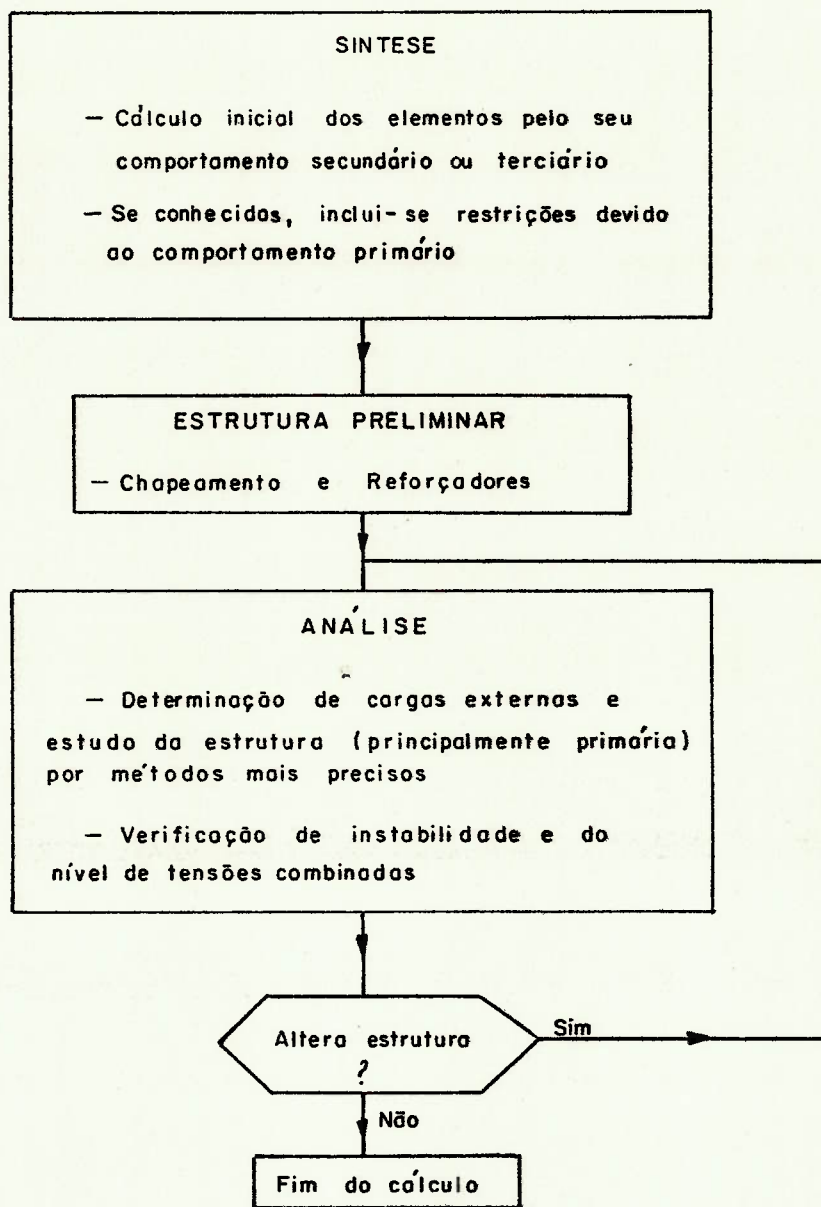 SINTESE
— Cálculo inicial dos elementos pelo seu
comportamento secundário ou terciário
— Se conhecidas, inclui-se restrições devido
ao comportamento primário
ESTRUTURA PRELIMINAR
— Chapeamento e Reforçadores
ANÁLISE
— Determinação de cargas externas e
estudo da estrutura (principalmente primária)
por métodos mais precisos
— Verificação de instabilidade e do
nível de tensões combinadas
Altera estrutura
?
Sim
Não
Fim do cálculo